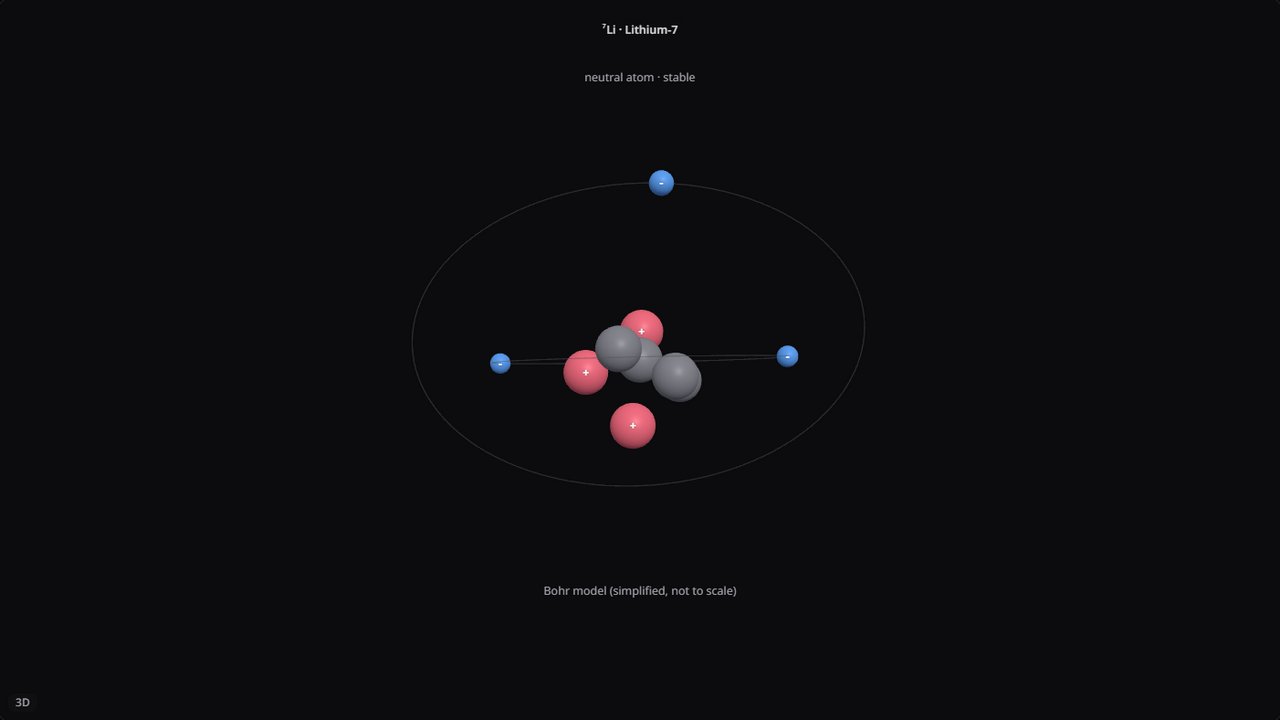 ⁷Li · Lithium-7
neutral atom · stable
-
+
- 
-
+
+
Bohr model (simplified, not to scale)
3D